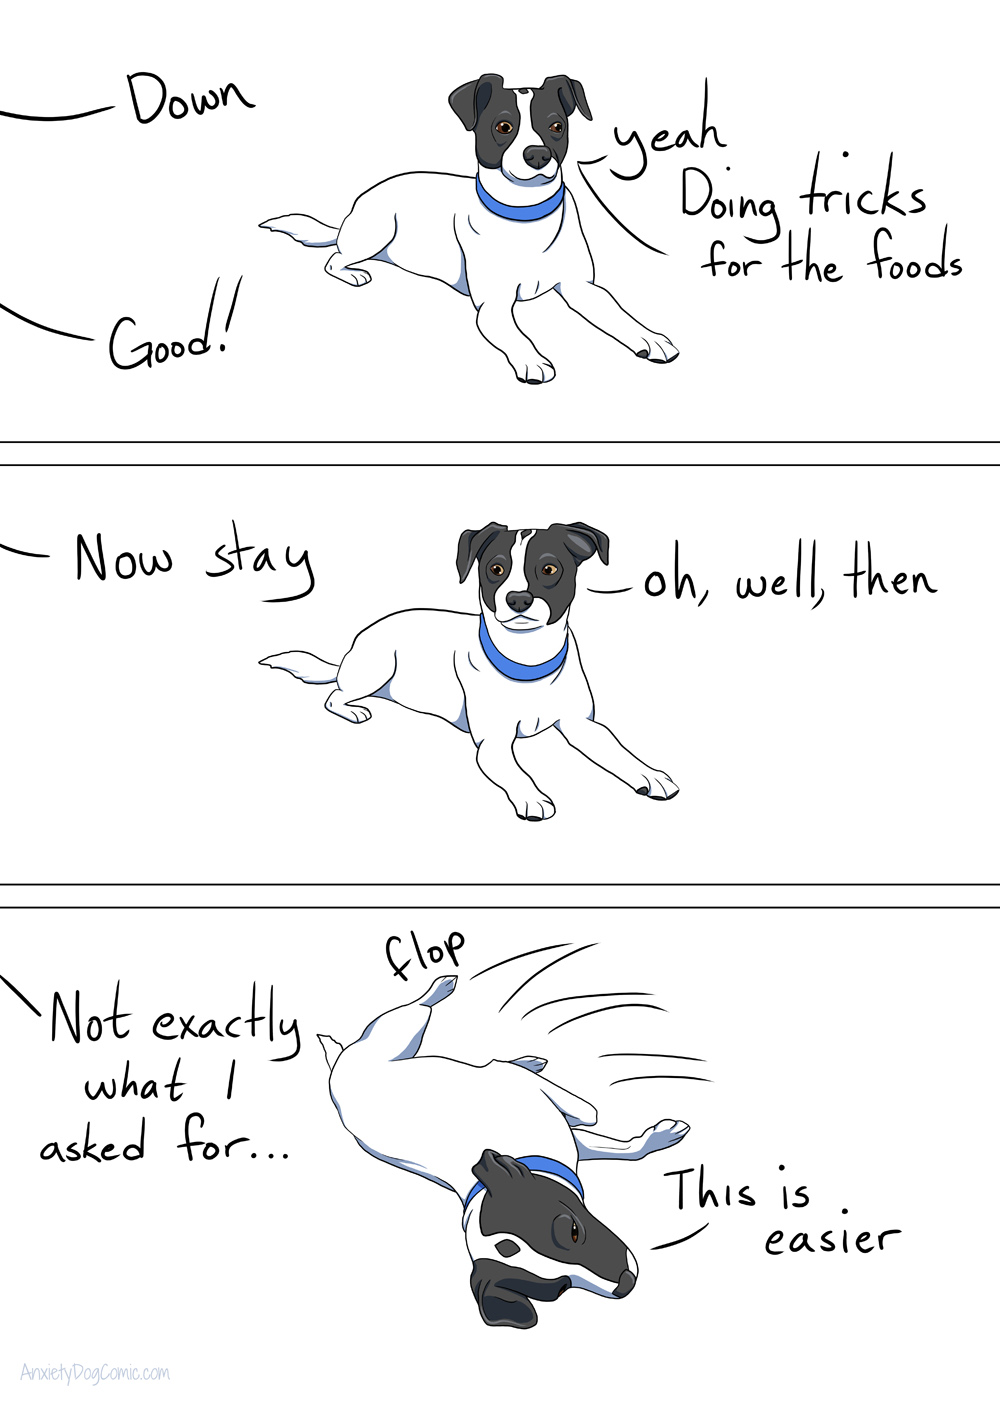 Down
yeah
Doing tricks
for the foods
Good!!
Now stay
oh, well, then
flop
Not exactly
what I
asked for...
This is
easier
AnxietyDogComic.com